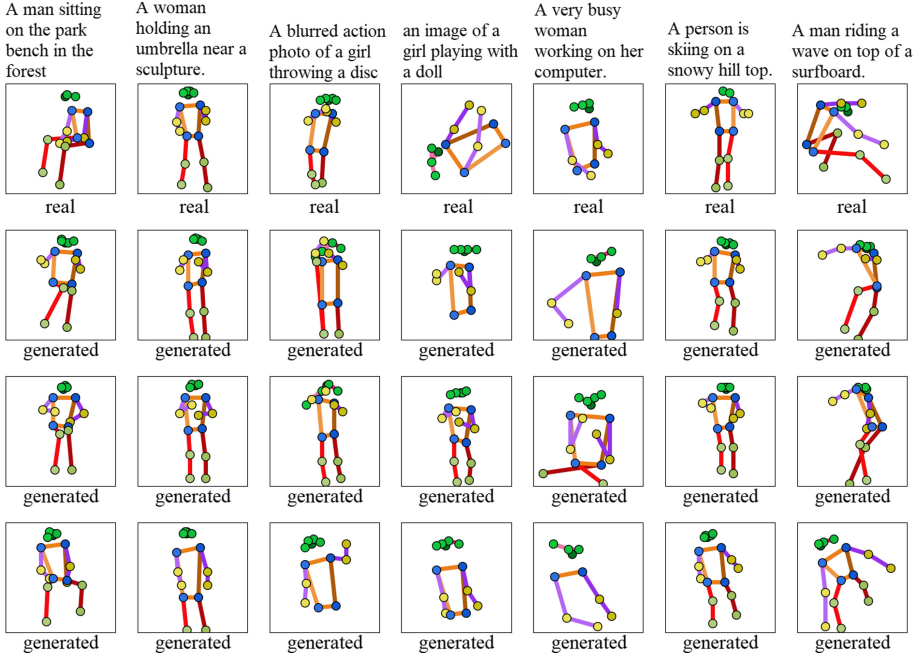 A man sitting
on the park
bench in the
forest
A woman
holding an
umbrella near a
sculpture.
A blurred action
photo of a girl
throwing a disc
an image of a
girl playing with
a doll
A very busy
woman
working on her
computer.
A person is
skiing on a
snowy hill top.
A man riding a
wave on top of a
surfboard.
real real real real real real real
generated generated generated generated generated generated generated
generated generated generated generated generated generated generated
generated generated generated generated generated generated generated